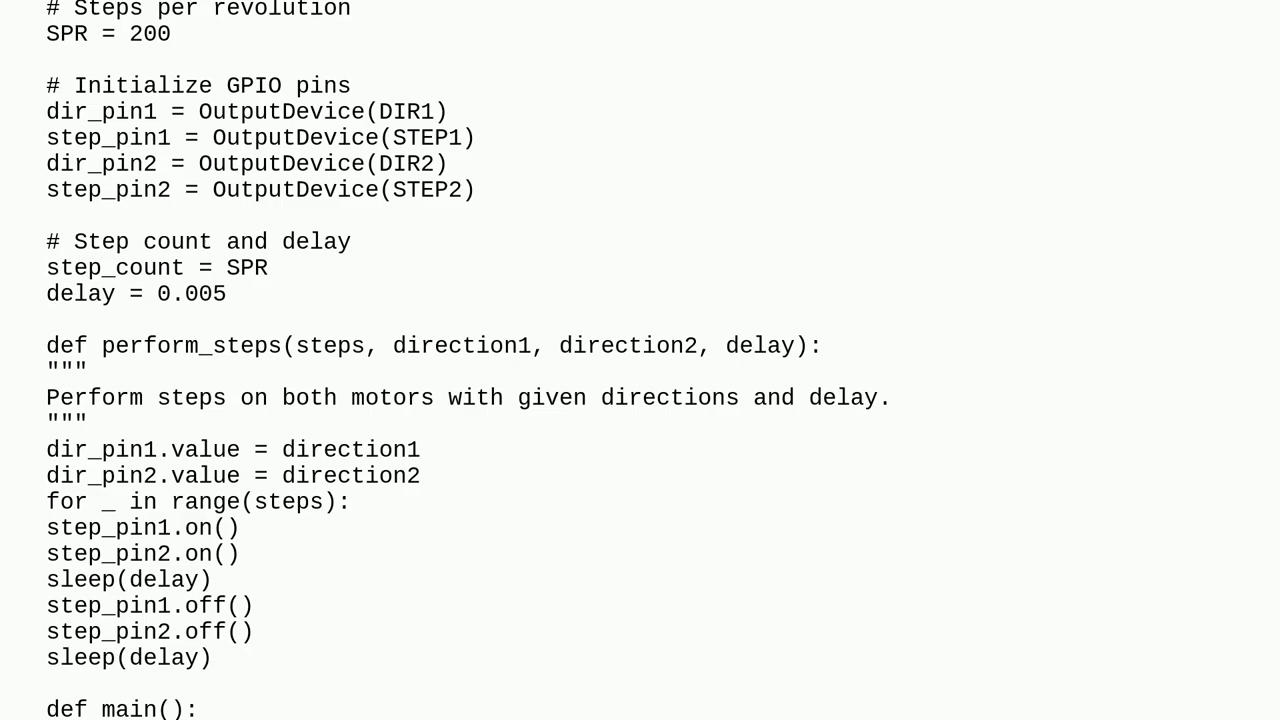 # Steps per revolution
SPR = 200
# Initialize GPIO pins
dir_pin1 = OutputDevice(DIR1)
step_pin1 = OutputDevice(STEP1)
dir_pin2 = OutputDevice(DIR2)
step_pin2 = OutputDevice(STEP2)
# Step count and delay
step_count = SPR
delay = 0.005
def perform_steps(steps, direction1, direction2, delay):
"""
Perform steps on both motors with given directions and delay.
"""
dir_pin1.value = direction1
dir_pin2.value = direction2
for _ in range(steps):
step_pin1.on()
step_pin2.on()
sleep(delay)
step_pin1.off()
step_pin2.off()
sleep(delay)
def main():